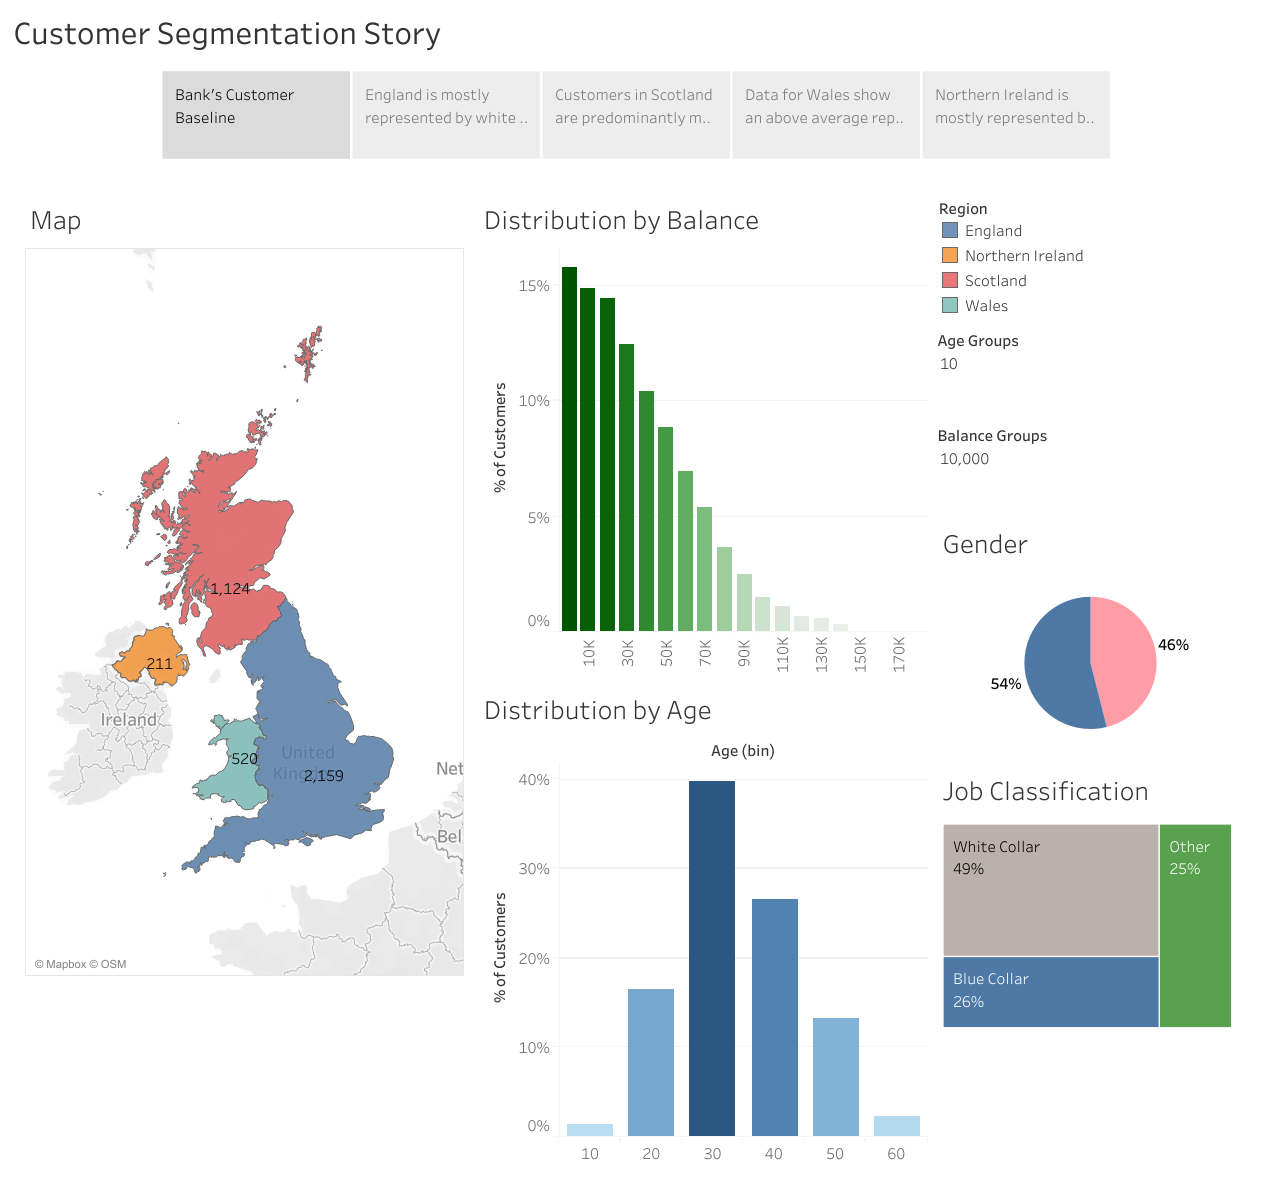 Customer Segmentation Story
Bank's Customer
Baseline
England is mostly
represented by white ..
Customers in Scotland
are predominantly m..
Data for Wales show
an above average rep..
Northern Ireland is
mostly represented b..
Map
1,124
211
Ireland
520
United
Kingdom
2,159
Net
Bel
© Mapbox © OSM
Distribution by Balance
% of Customers
15%
10%
5%
0%
10K
30K
50K
70K
90K
110K
130K
150K
170K
Distribution by Age
Age (bin)
% of Customers
40%
30%
20%
10%
0%
10
20
30
40
50
60
Region
England
Northern Ireland
Scotland
Wales
Age Groups
10
Balance Groups
10,000
Gender
46%
54%
Job Classification
White Collar
49%
Other
25%
Blue Collar
26%